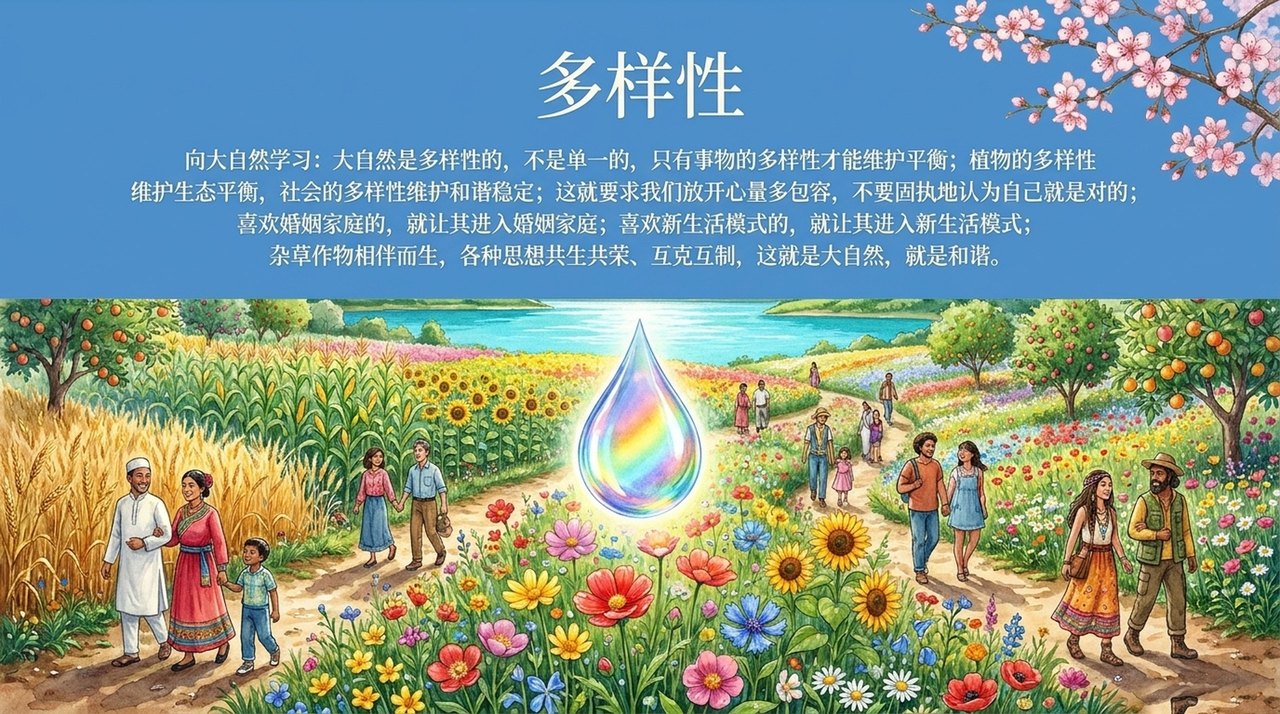 多样性
向大自然学习：大自然是多样性的，不是单一的，只有事物的多样性才能维护平衡；植物的多样性
维护生态平衡，社会的多样性维护和谐稳定；这就要求我们放开心量多包容，不要固执地认为自己就是对的；
喜欢婚姻家庭的，就让其进入婚姻家庭；喜欢新生活模式的，就让其进入新生活模式；
杂草作物相伴而生，各种思想共生共荣、互克互制，这就是大自然，就是和谐。